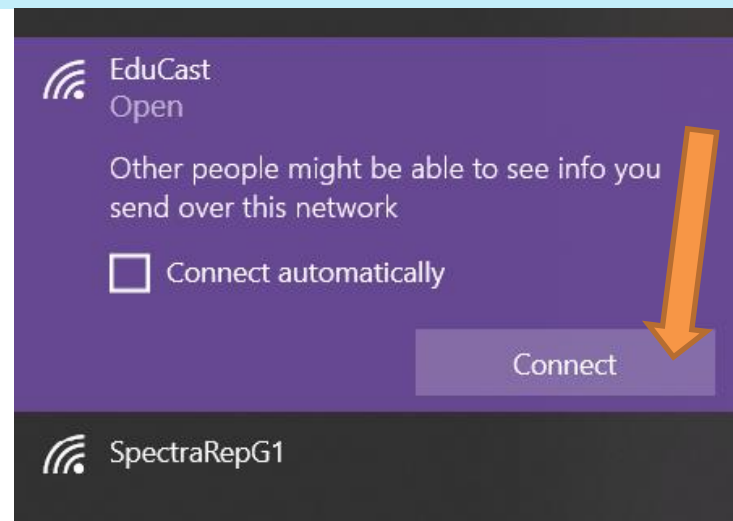 EduCast
Open
Other people might be able to see info you
send over this network
Connect automatically
Connect
SpectraRepG1